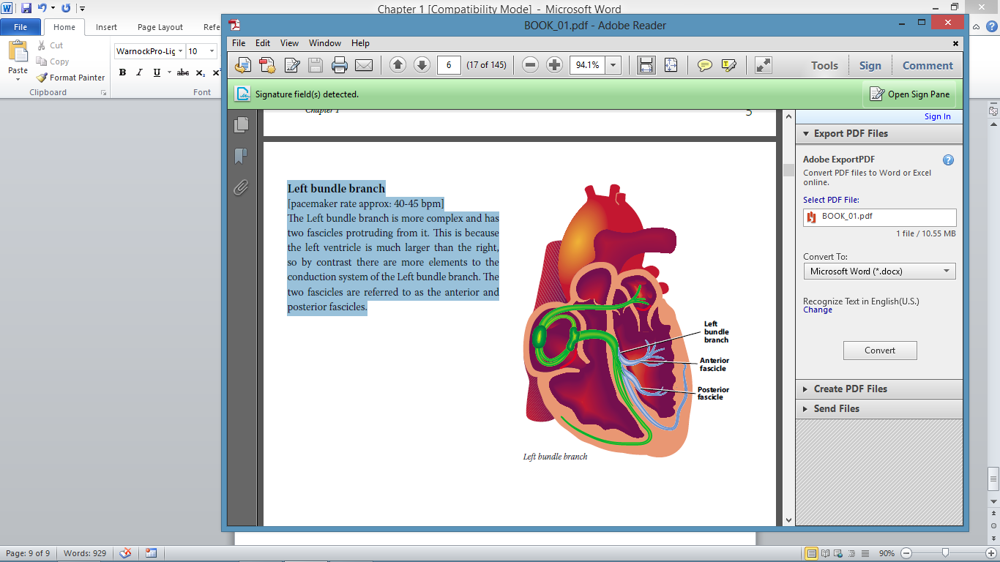 Chapter 1 [Compatibility Mode] - Microsoft Word
File Home Insert Page Layout Refe
Paste
Cut
Copy
Format Painter
Clipboard
WarnockPro-Lig 10
B I U abc x₂ x
Font
BOOK_01.pdf - Adobe Reader
File Edit View Window Help
6 (17 of 145) 94.1% Tools Sign Comment
Signature field(s) detected. Open Sign Pane
Chapter 1 5
Left bundle branch
[pacemaker rate approx: 40-45 bpm]
The Left bundle branch is more complex and has
two fascicles protruding from it. This is because
the left ventricle is much larger than the right,
so by contrast there are more elements to the
conduction system of the Left bundle branch. The
two fascicles are referred to as the anterior and
posterior fascicles.
Left
bundle
branch
Anterior
fascicle
Posterior
fascicle
Left bundle branch
Sign In
Export PDF Files
Adobe ExportPDF
Convert PDF files to Word or Excel
online.
Select PDF File:
BOOK_01.pdf
1 file / 10.55 MB
Convert To:
Microsoft Word (*.docx)
Recognize Text in English(U.S.)
Change
Convert
Create PDF Files
Send Files
Page: 9 of 9 Words: 929 90%